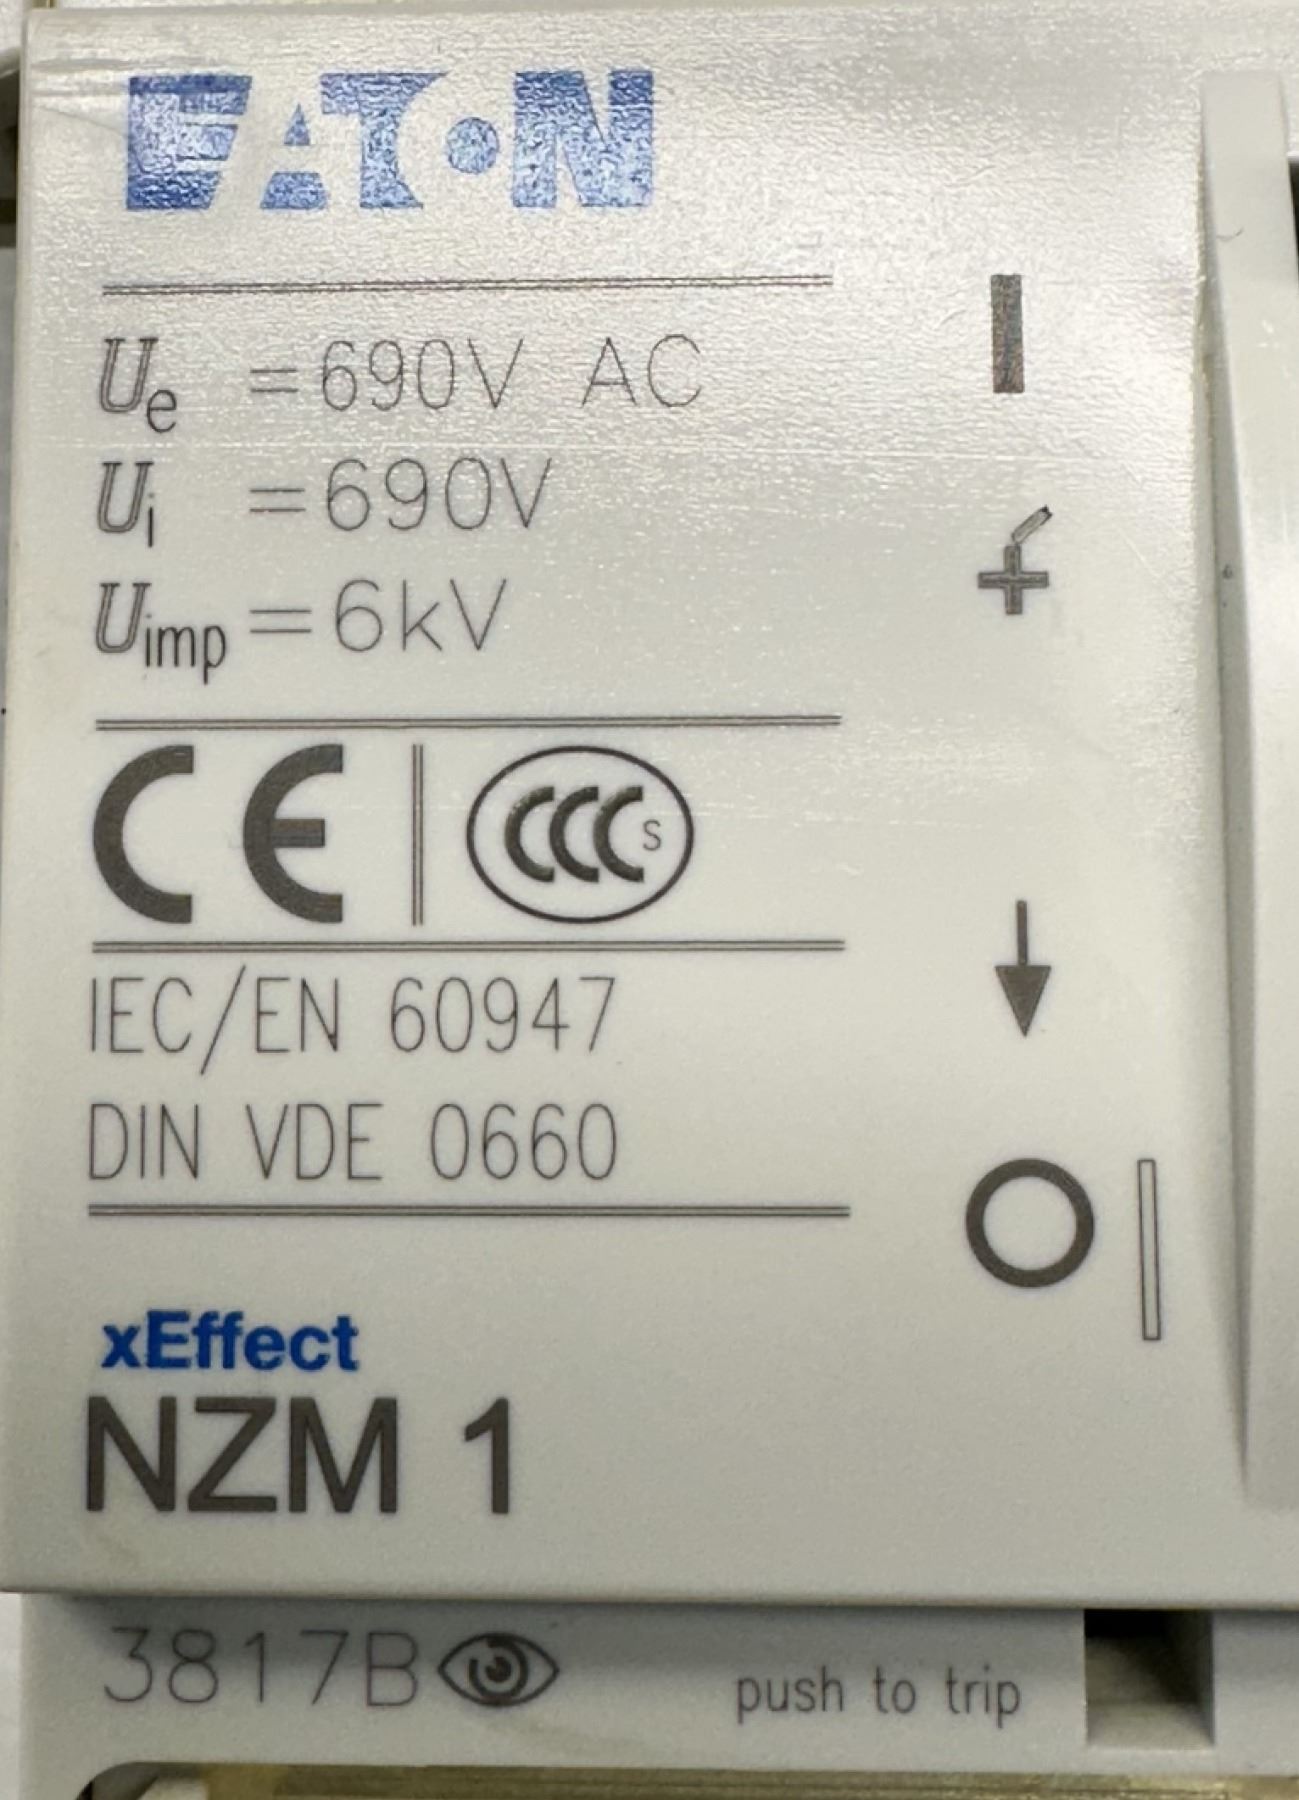 EATON
Ue =690V AC
Ui =690V
Uimp =6kV
CE CCC S
IEC/EN 60947
DIN VDE 0660
xEffect
NZM 1
3817B
push to trip